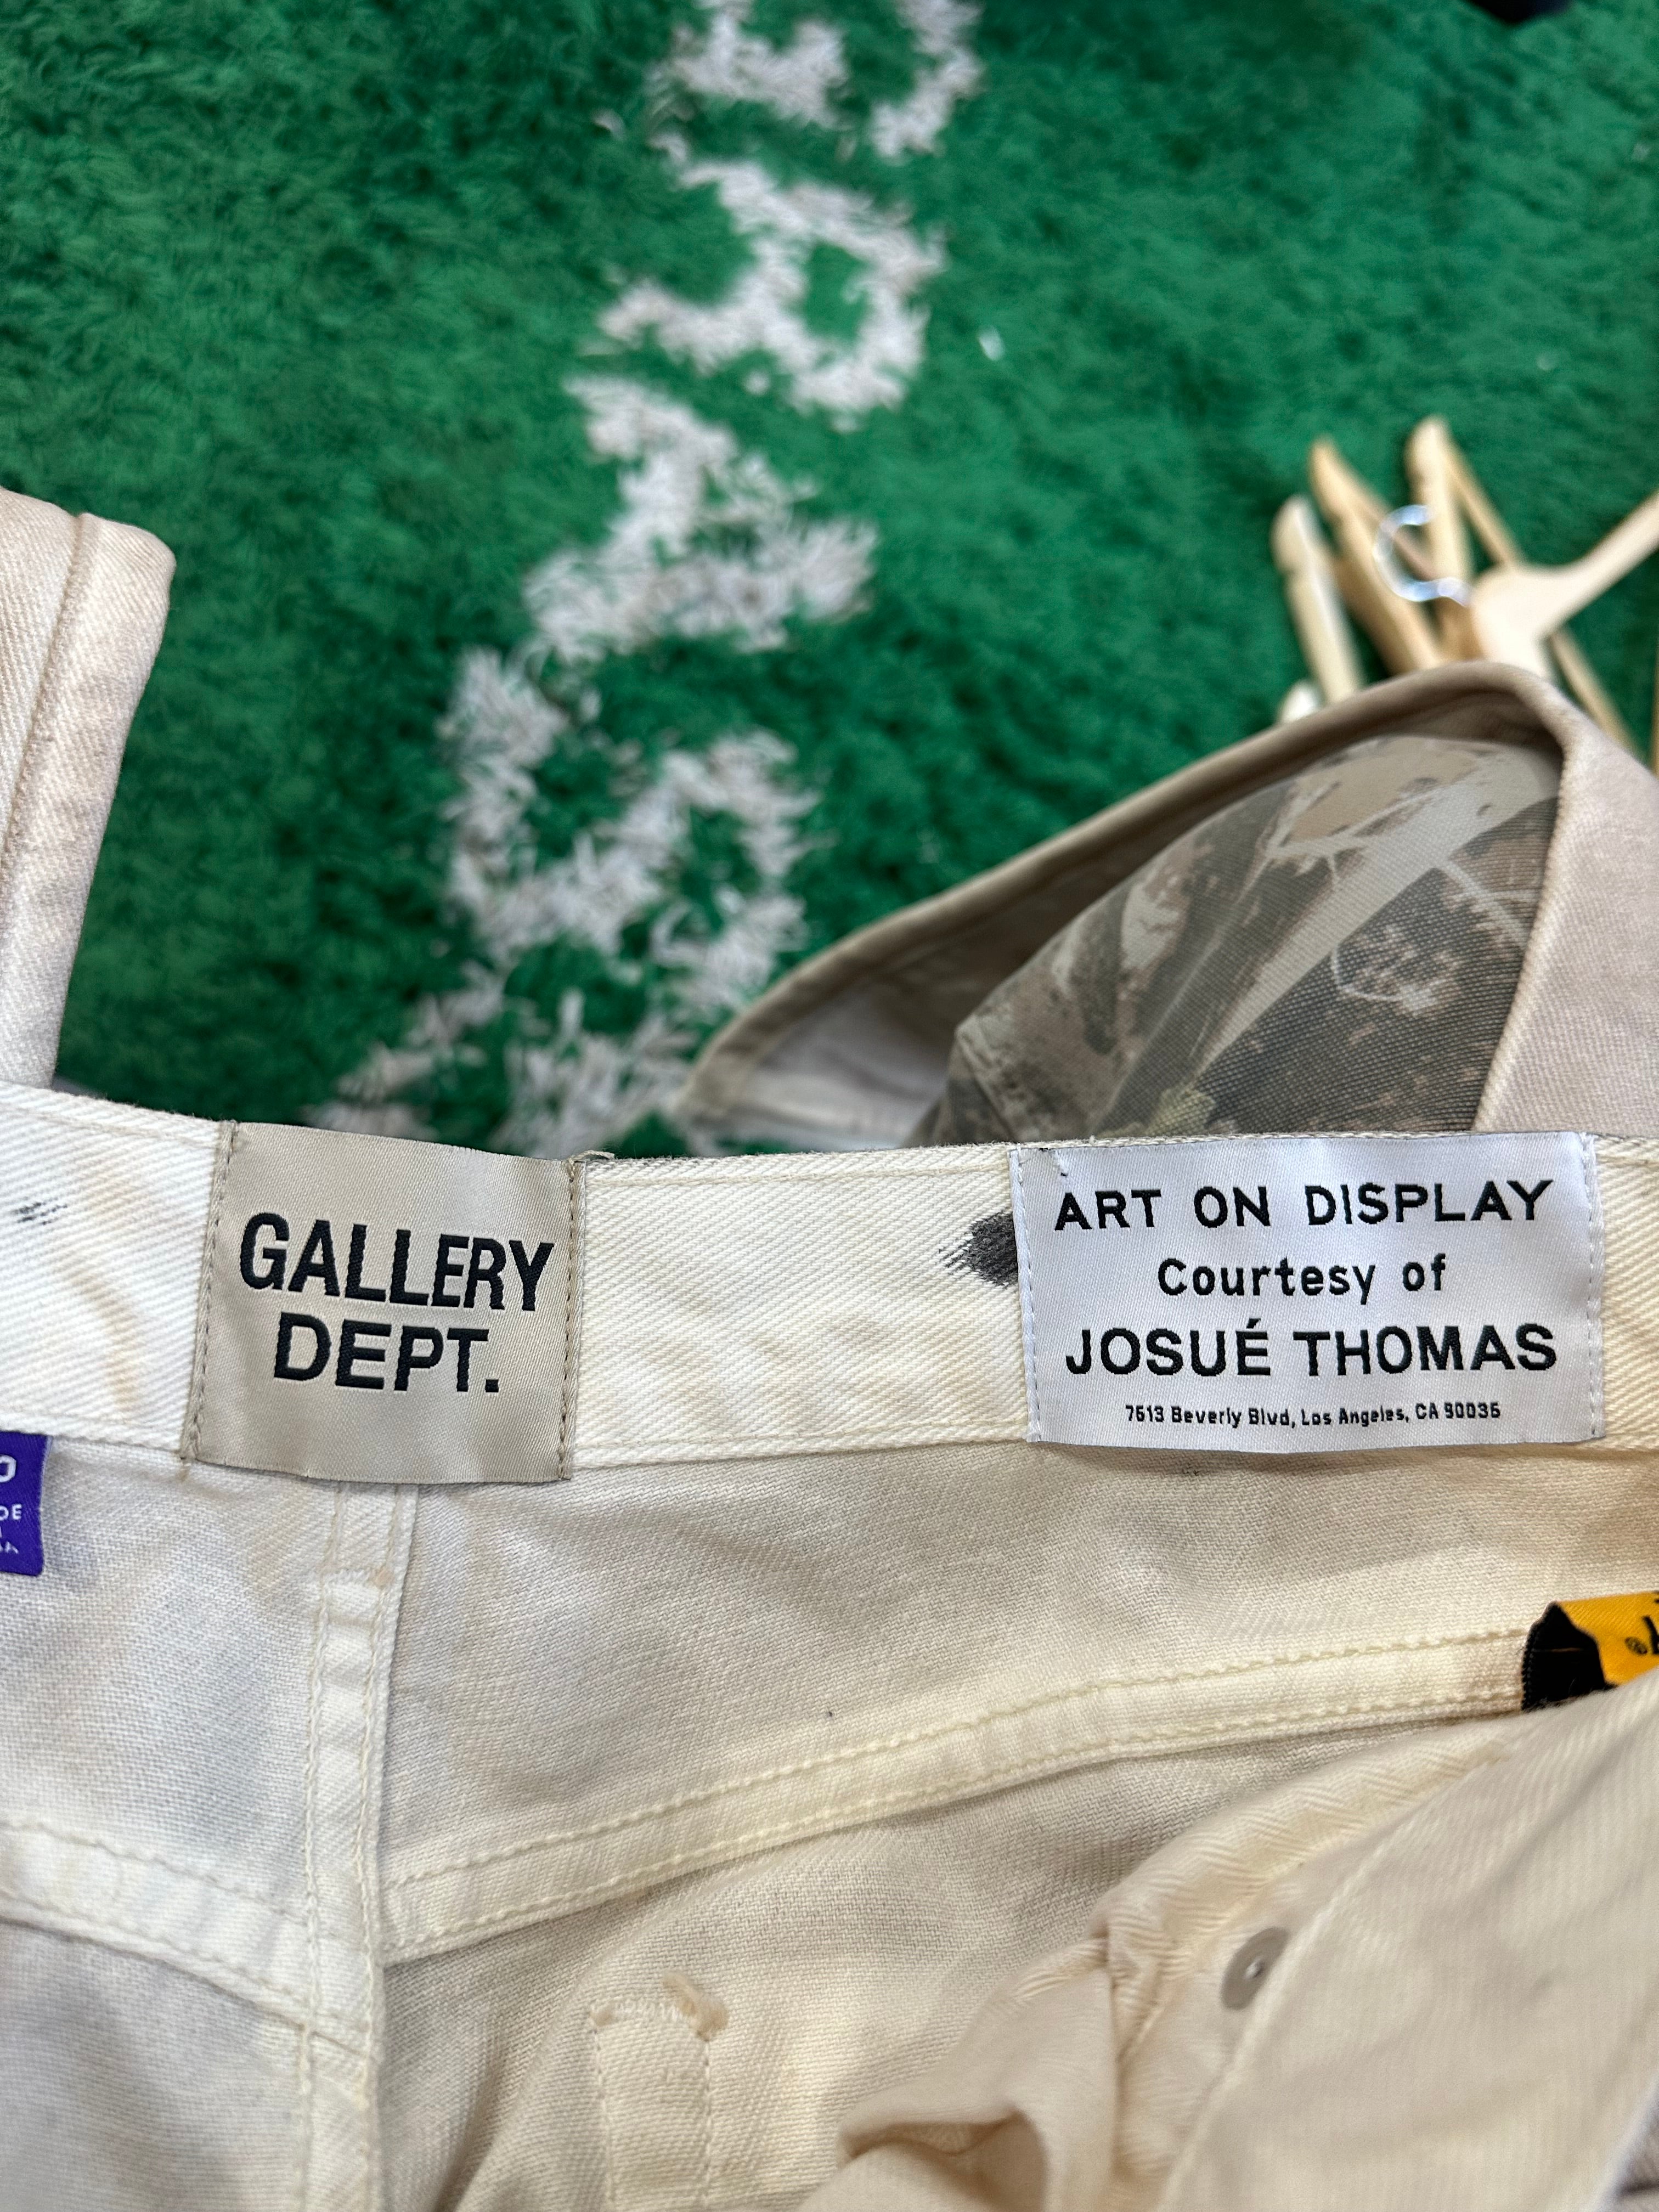 GALLERY
DEPT.
ART ON DISPLAY
Courtesy of
JOSUÉ THOMAS
7613 Beverly Blvd, Los Angeles, CA 90036